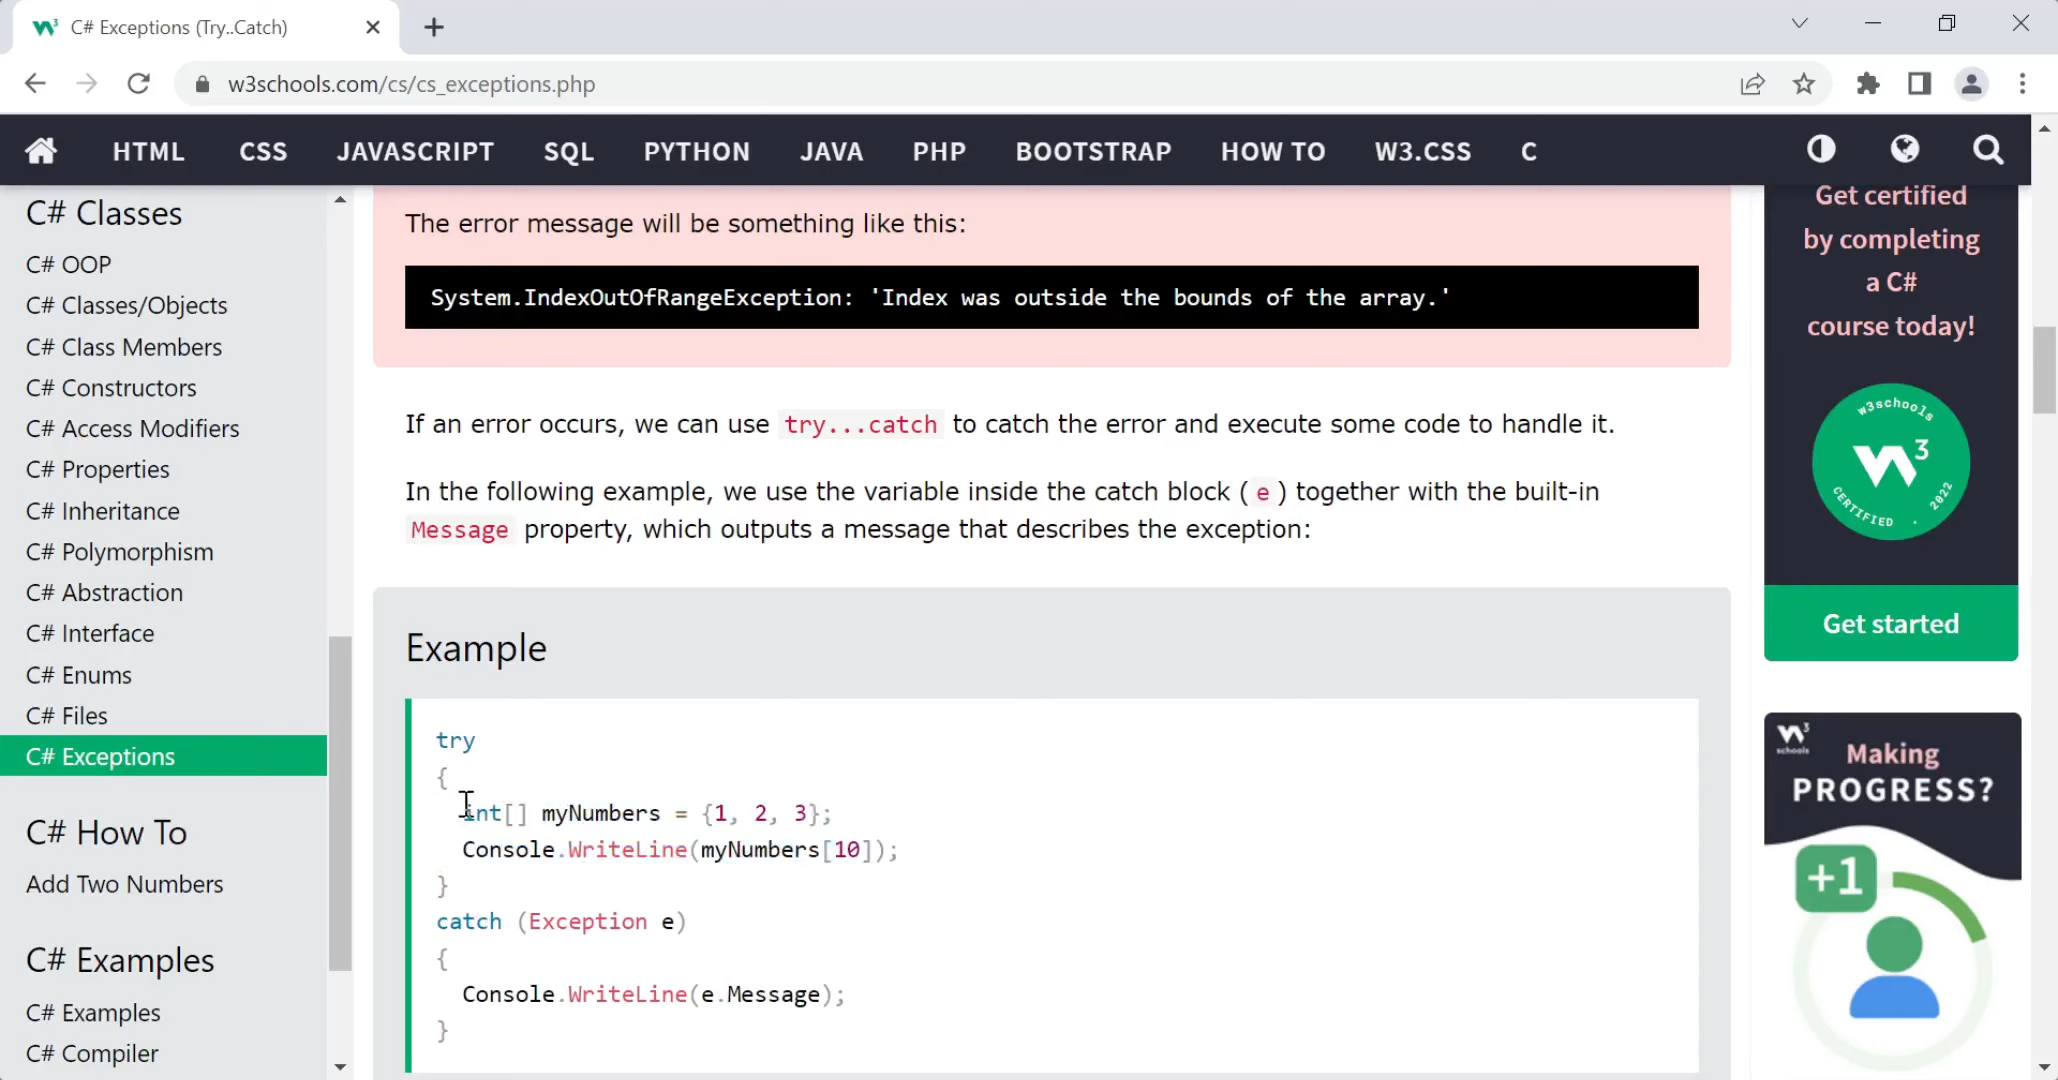 C# Exceptions (Try..Catch)
w3schools.com/cs/cs_exceptions.php
HTML CSS JAVASCRIPT SQL PYTHON JAVA PHP BOOTSTRAP HOW TO W3.CSS C
C# Classes
C# OOP
C# Classes/Objects
C# Class Members
C# Constructors
C# Access Modifiers
C# Properties
C# Inheritance
C# Polymorphism
C# Abstraction
C# Interface
C# Enums
C# Files
C# Exceptions
C# How To
Add Two Numbers
C# Examples
C# Examples
C# Compiler
The error message will be something like this:
System.IndexOutOfRangeException: 'Index was outside the bounds of the array.'
If an error occurs, we can use try...catch to catch the error and execute some code to handle it.
In the following example, we use the variable inside the catch block (e) together with the built-in
Message property, which outputs a message that describes the exception:
Example
try
{
int[] myNumbers = {1, 2, 3};
Console.WriteLine(myNumbers[10]);
}
catch (Exception e)
{
Console.WriteLine(e.Message);
}
Get certified
by completing
a C#
course today!
w3schools
W3
CERTIFIED . 2022
Get started
W3
schools
Making
PROGRESS?
+1